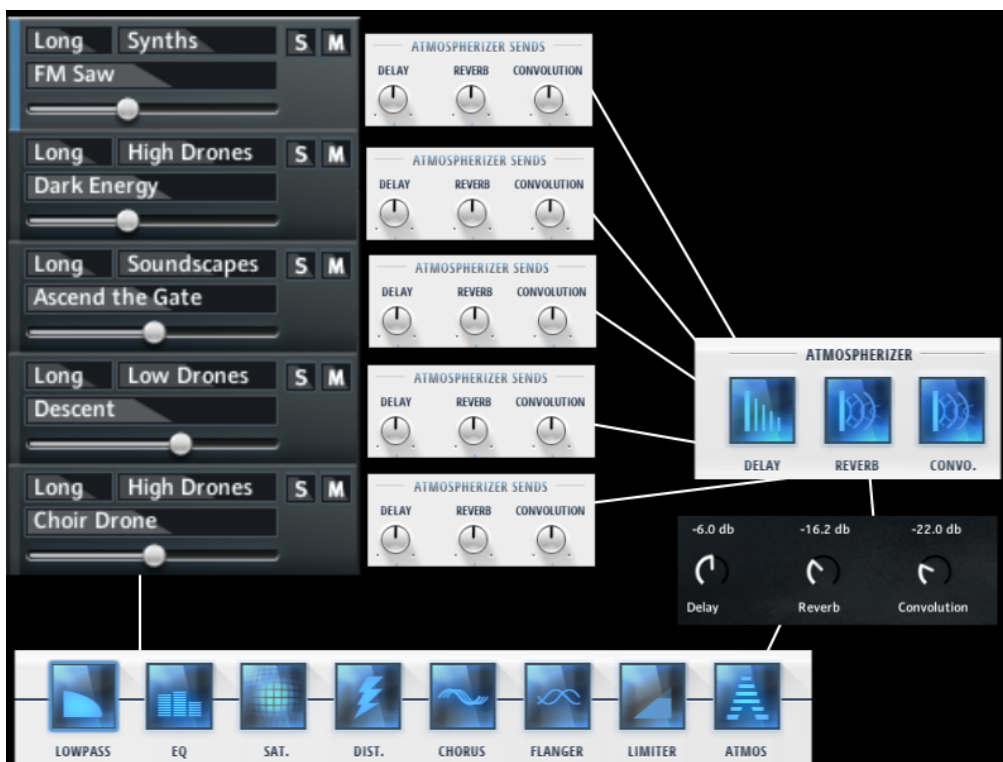 Long Synths S M
FM Saw
ATMOSPHERIZER SENDS
DELAY REVERB CONVOLUTION
Long High Drones S M
Dark Energy
ATMOSPHERIZER SENDS
DELAY REVERB CONVOLUTION
Long Soundscapes S M
Ascend the Gate
ATMOSPHERIZER SENDS
DELAY REVERB CONVOLUTION
Long Low Drones S M
Descent
ATMOSPHERIZER SENDS
DELAY REVERB CONVOLUTION
Long High Drones S M
Choir Drone
ATMOSPHERIZER SENDS
DELAY REVERB CONVOLUTION
ATMOSPHERIZER
DELAY REVERB CONVO.
-6.0 db -16.2 db -22.0 db
Delay Reverb Convolution
LOWPASS EQ SAT. DIST. CHORUS FLANGER LIMITER ATMOS